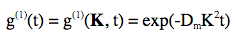 g⁽¹⁾(t) = g⁽¹⁾(K, t) = exp(-DₘK²t)